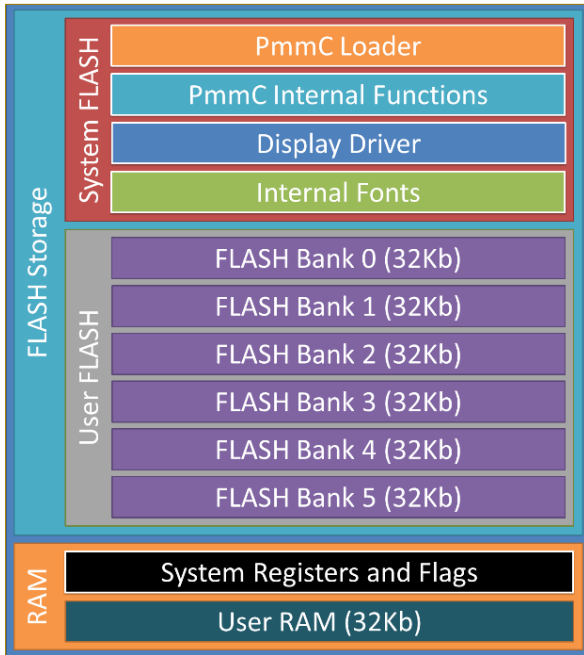 FLASH Storage
System FLASH
PmmC Loader
PmmC Internal Functions
Display Driver
Internal Fonts
User FLASH
FLASH Bank 0 (32Kb)
FLASH Bank 1 (32Kb)
FLASH Bank 2 (32Kb)
FLASH Bank 3 (32Kb)
FLASH Bank 4 (32Kb)
FLASH Bank 5 (32Kb)
RAM
System Registers and Flags
User RAM (32Kb)